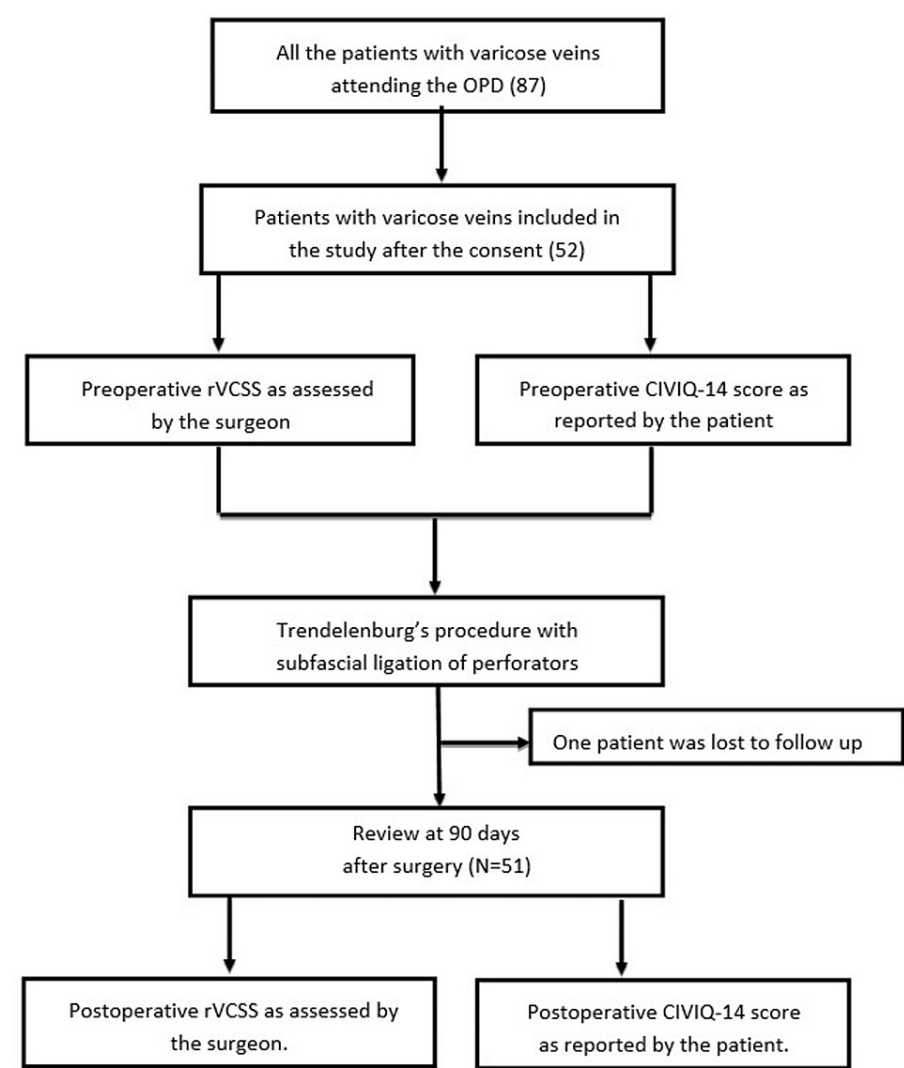 All the patients with varicose veins
attending the OPD (87)
Patients with varicose veins included in
the study after the consent (52)
Preoperative rVCSS as assessed
by the surgeon
Preoperative CIVIQ-14 score as
reported by the patient
Trendelenburg’s procedure with
subfascial ligation of perforators
One patient was lost to follow up
Review at 90 days
after surgery (N=51)
Postoperative rVCSS as assessed by
the surgeon.
Postoperative CIVIQ-14 score
as reported by the patient.